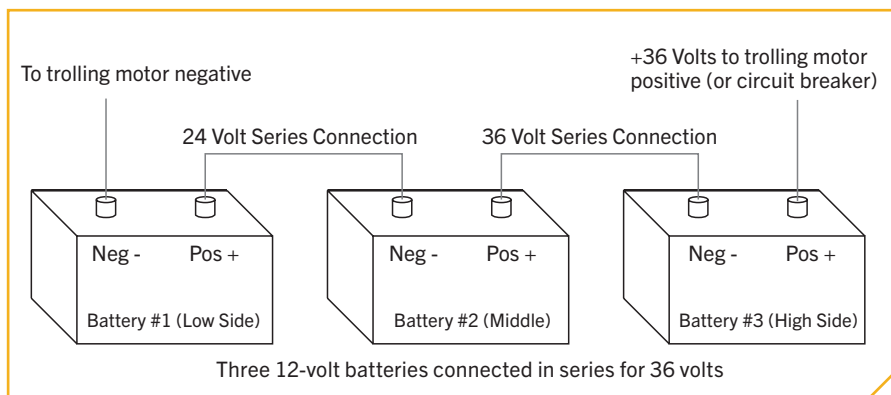 To trolling motor negative
+36 Volts to trolling motor
positive (or circuit breaker)
24 Volt Series Connection
36 Volt Series Connection
Neg - Pos +
Battery #1 (Low Side)
Neg - Pos +
Battery #2 (Middle)
Neg - Pos +
Battery #3 (High Side)
Three 12-volt batteries connected in series for 36 volts